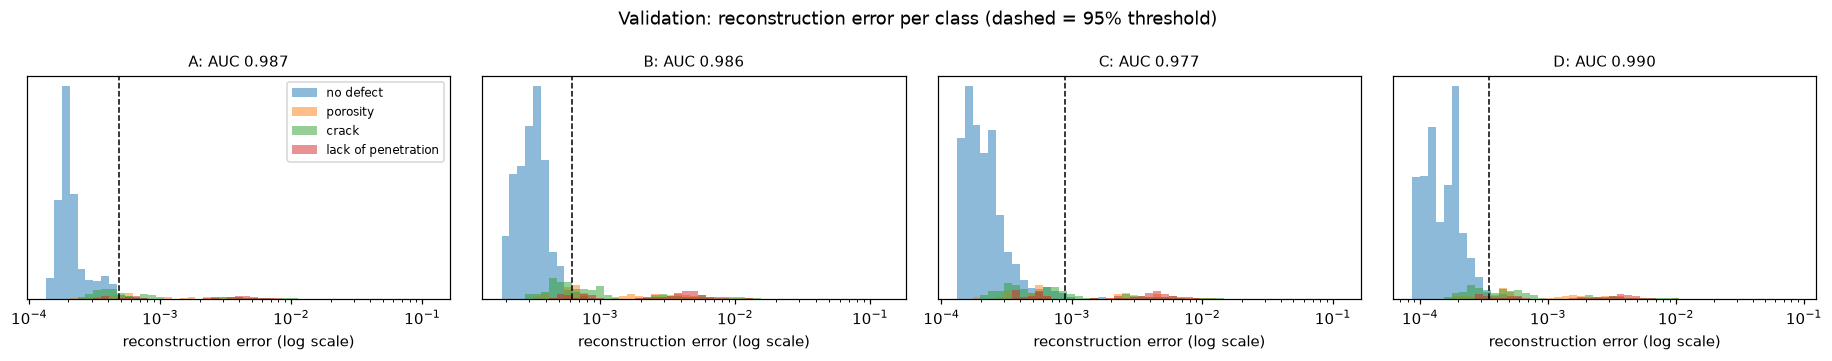 Validation: reconstruction error per class (dashed = 95% threshold)
A: AUC 0.987
no defect
porosity
crack
lack of penetration
10⁻⁴ 10⁻³ 10⁻² 10⁻¹
reconstruction error (log scale)
B: AUC 0.986
10⁻³ 10⁻² 10⁻¹
reconstruction error (log scale)
C: AUC 0.977
10⁻⁴ 10⁻³ 10⁻² 10⁻¹
reconstruction error (log scale)
D: AUC 0.990
10⁻⁴ 10⁻³ 10⁻² 10⁻¹
reconstruction error (log scale)